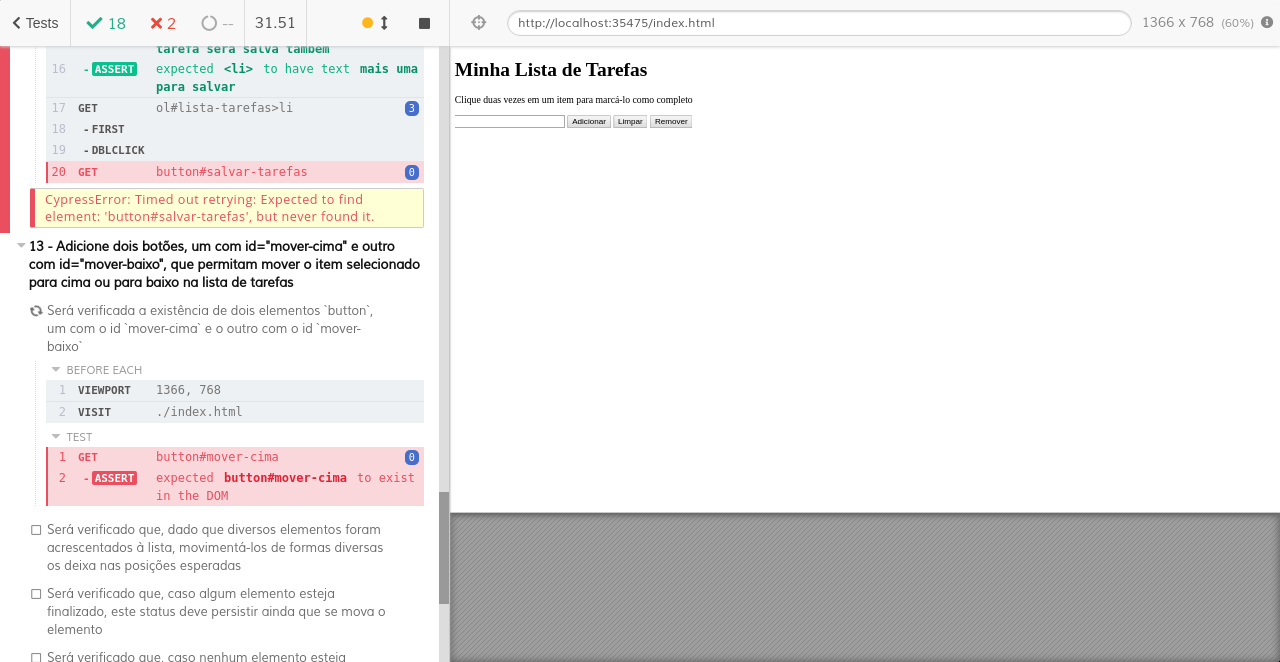 Tests 18 2 -- 31.51 http://localhost:35475/index.html 1366 x 768 (60%)
tarefa será salva também
16 - ASSERT expected <li> to have text mais uma
para salvar
17 GET ol#lista-tarefas>li 3
18 - FIRST
19 - DBLCLICK
20 GET button#salvar-tarefas 0
CypressError: Timed out retrying: Expected to find
element: 'button#salvar-tarefas', but never found it.
13 - Adicione dois botões, um com id="mover-cima" e outro
com id="mover-baixo", que permitam mover o item selecionado
para cima ou para baixo na lista de tarefas
Será verificada a existência de dois elementos `button`,
um com o id `mover-cima` e o outro com o id `mover-
baixo`
BEFORE EACH
1 VIEWPORT 1366, 768
2 VISIT ./index.html
TEST
1 GET button#mover-cima 0
2 - ASSERT expected button#mover-cima to exist
in the DOM
Será verificado que, dado que diversos elementos foram
acrescentados à lista, movimentá-los de formas diversas
os deixa nas posições esperadas
Será verificado que, caso algum elemento esteja
finalizado, este status deve persistir ainda que se mova o
elemento
Será verificado que, caso nenhum elemento esteja
Minha Lista de Tarefas
Clique duas vezes em um item para marcá-lo como completo
Adicionar Limpar Remover